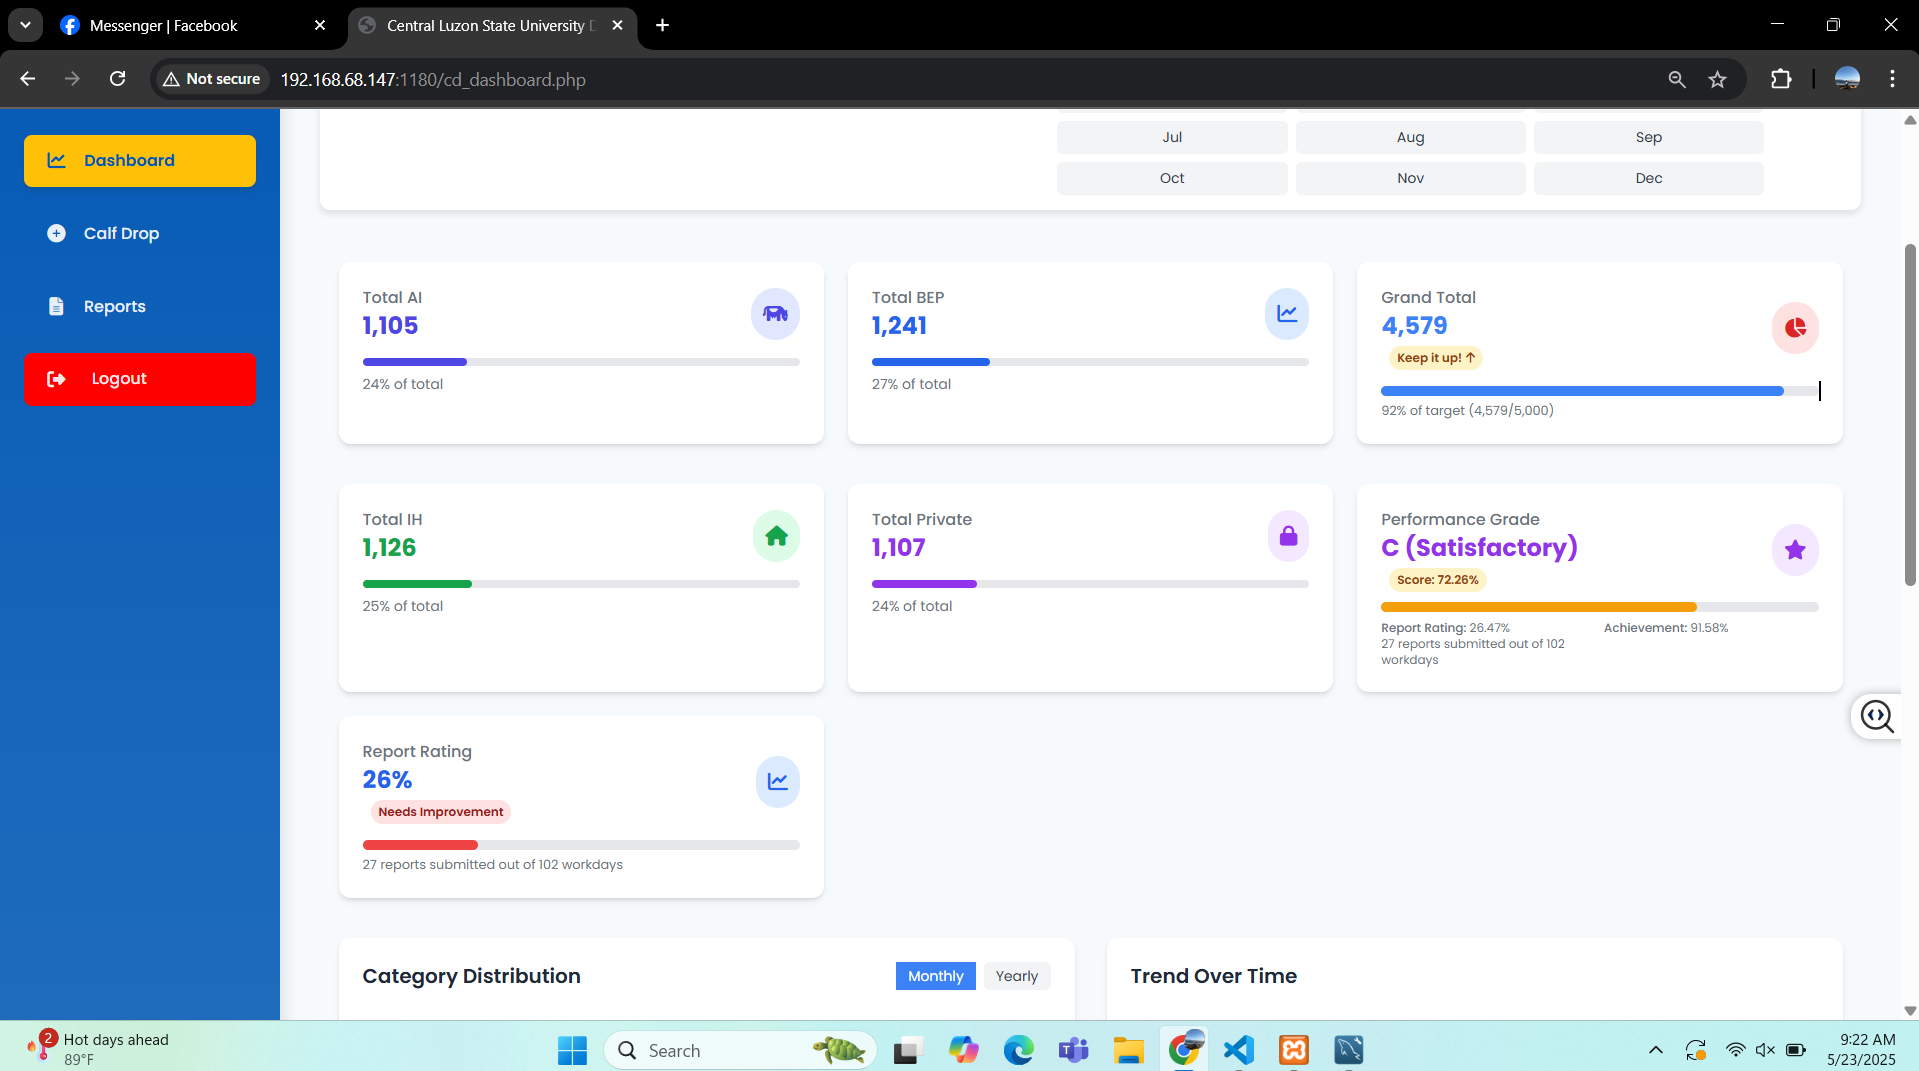 Messenger | Facebook
Central Luzon State University D
Not secure
192.168.68.147:1180/cd_dashboard.php
Dashboard
Calf Drop
Reports
Logout
Jul Aug Sep
Oct Nov Dec
Total AI
1,105
24% of total
Total BEP
1,241
27% of total
Grand Total
4,579
Keep it up! ↑
92% of target (4,579/5,000)
Total IH
1,126
25% of total
Total Private
1,107
24% of total
Performance Grade
C (Satisfactory)
Score: 72.26%
Report Rating: 26.47%
27 reports submitted out of 102
workdays
Achievement: 91.58%
Report Rating
26%
Needs Improvement
27 reports submitted out of 102 workdays
Category Distribution
Monthly Yearly
Trend Over Time
2
Hot days ahead
89°F
Search
9:22 AM
5/23/2025